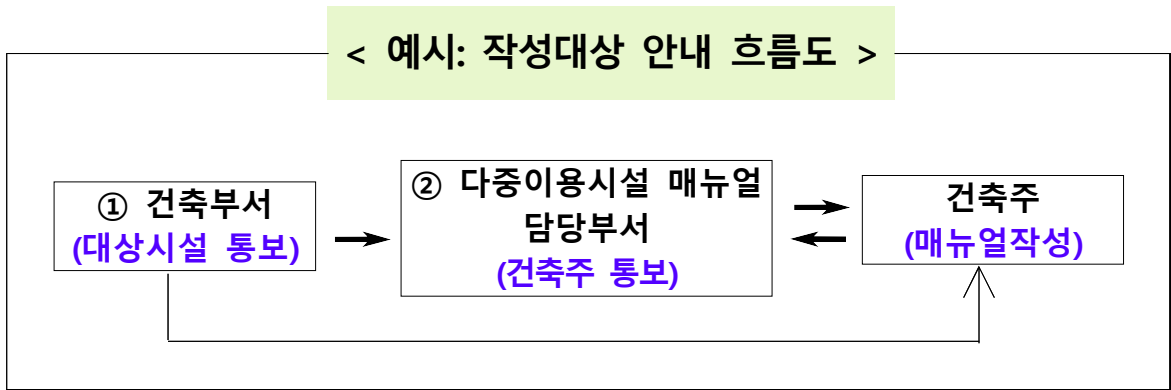 < 예시: 작성대상 안내 흐름도 >
① 건축부서
(대상시설 통보)
② 다중이용시설 매뉴얼
담당부서
(건축주 통보)
건축주
(매뉴얼작성)